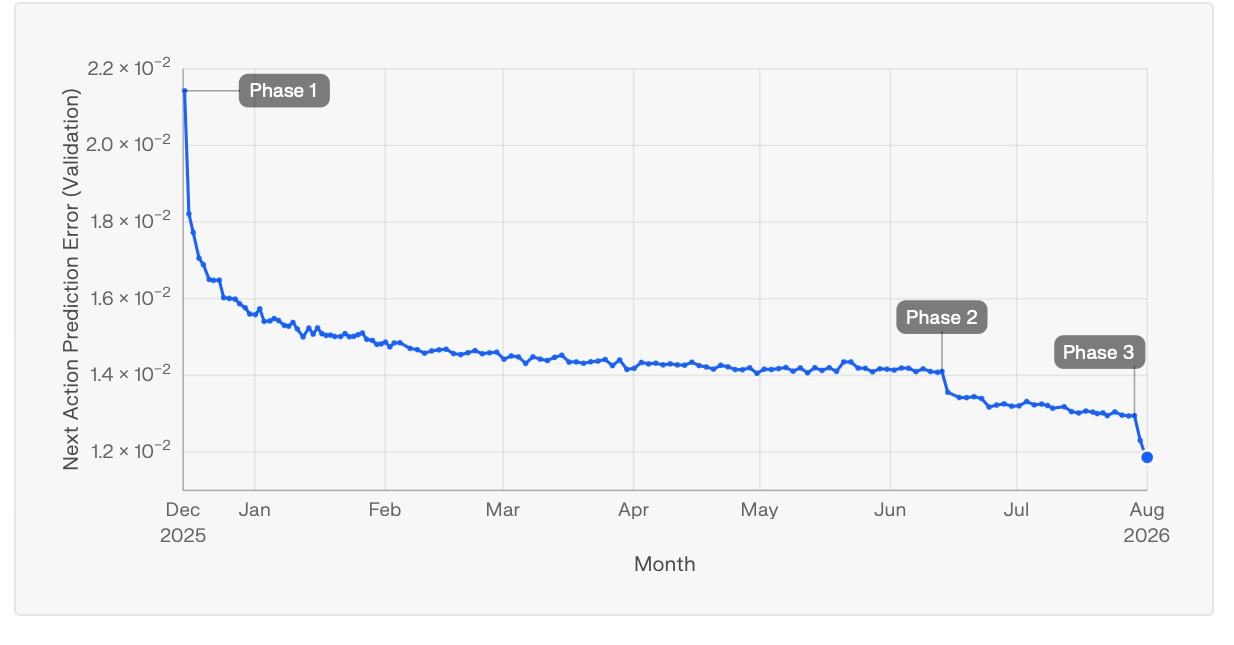 2.2 × 10⁻²
Phase 1
2.0 × 10⁻²
1.8 × 10⁻²
1.6 × 10⁻²
Phase 2
Phase 3
1.4 × 10⁻²
1.2 × 10⁻²
Next Action Prediction Error (Validation)
Dec Jan Feb Mar Apr May Jun Jul Aug
2025 2026
Month